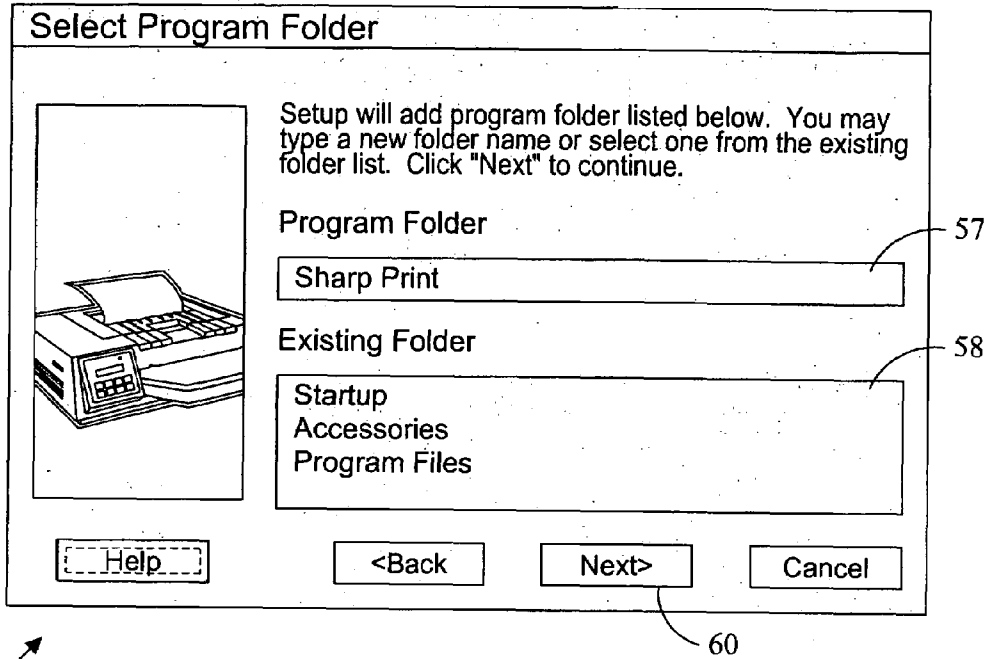 Select Program Folder
Setup will add program folder listed below. You may
type a new folder name or select one from the existing
folder list. Click "Next" to continue.
Program Folder
57
Sharp Print
Existing Folder
58
Startup
Accessories
Program Files
Help
<Back
Next>
Cancel
60